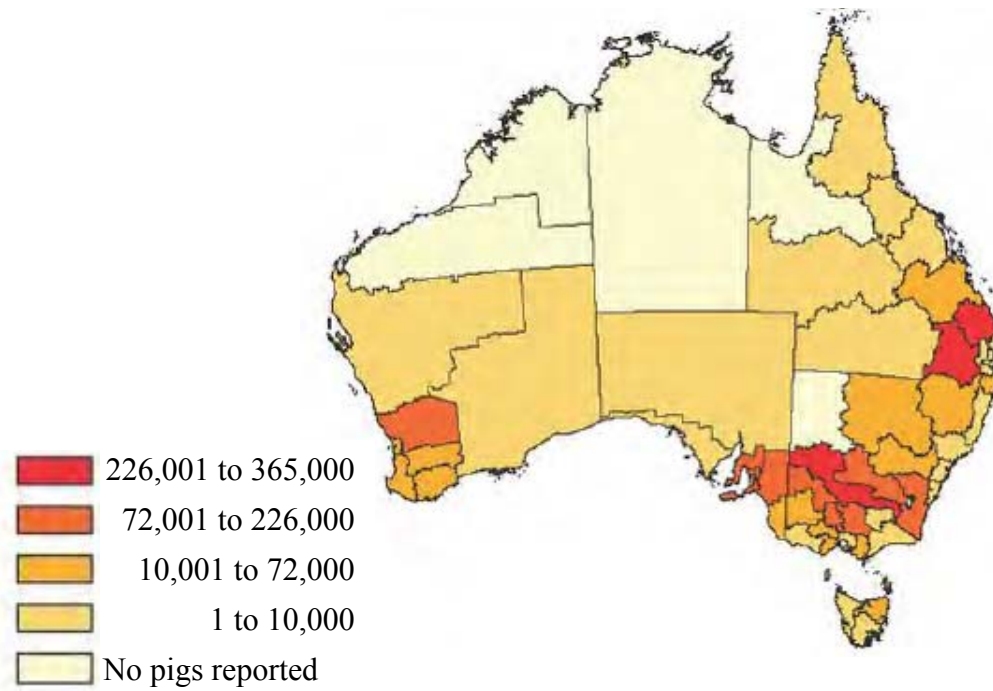 226,001 to 365,000
72,001 to 226,000
10,001 to 72,000
1 to 10,000
No pigs reported